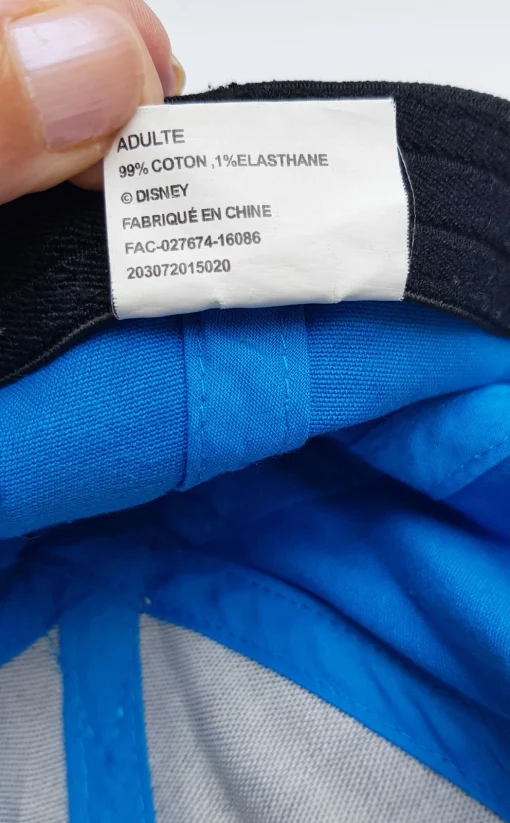 ADULTE
99% COTON ,1%ELASTHANE
© DISNEY
FABRIQUÉ EN CHINE
FAC-027674-16086
203072015020